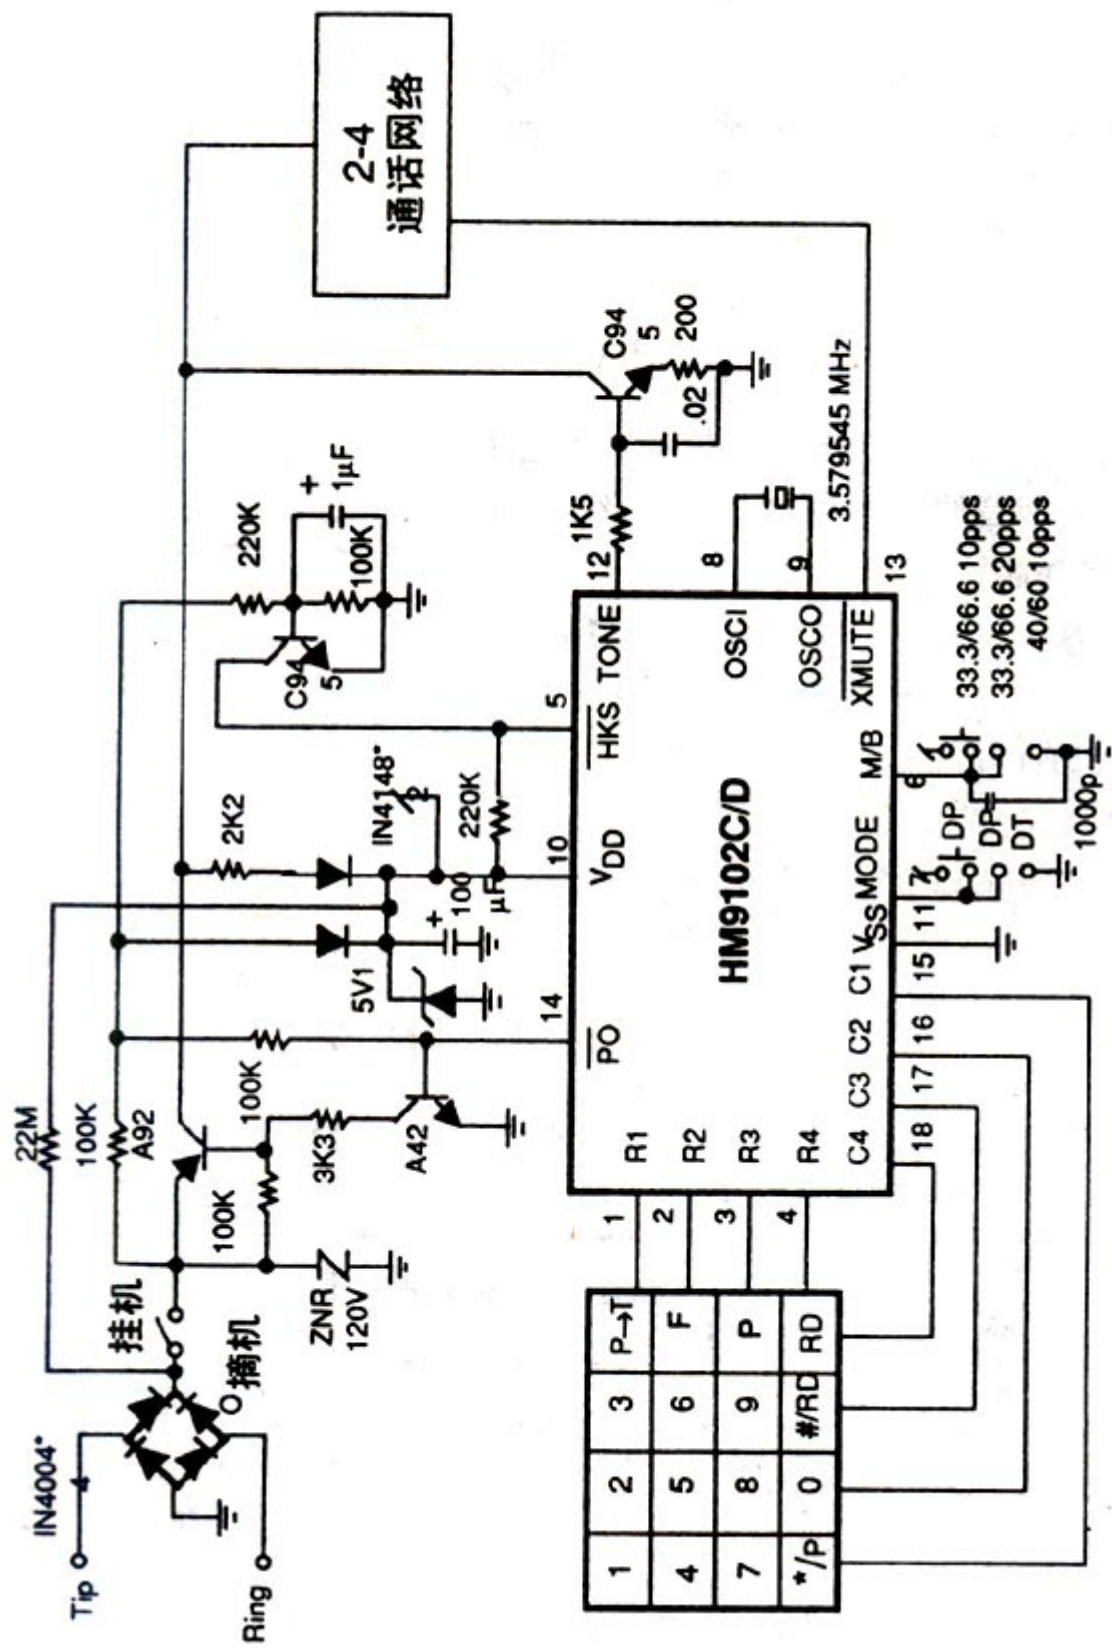 Tip
IN4004*
4
Ring
挂机
摘机
ZNR
120V
22M
100K
A92
100K
100K
3K3
A42
5V1
+
100
μF
2K2
IN4148*
2
220K
C94
5
220K
100K
+
1μF
2-4
通话网络
C94
5
200
.02
1K5
3.579545 MHz
HM9102C/D
PO
14
VDD
10
HKS
5
TONE
12
OSCI
8
OSCO
9
XMUTE
13
R1
1
R2
2
R3
3
R4
4
C4
18
C3
17
C2
16
C1
15
VSS
11
MODE
7
M/B
6
1 2 3 P→T
4 5 6 F
7 8 9 P
*/P 0 #/RD RD
DP
DP
DT
1000p
33.3/66.6 10pps
33.3/66.6 20pps
40/60 10pps